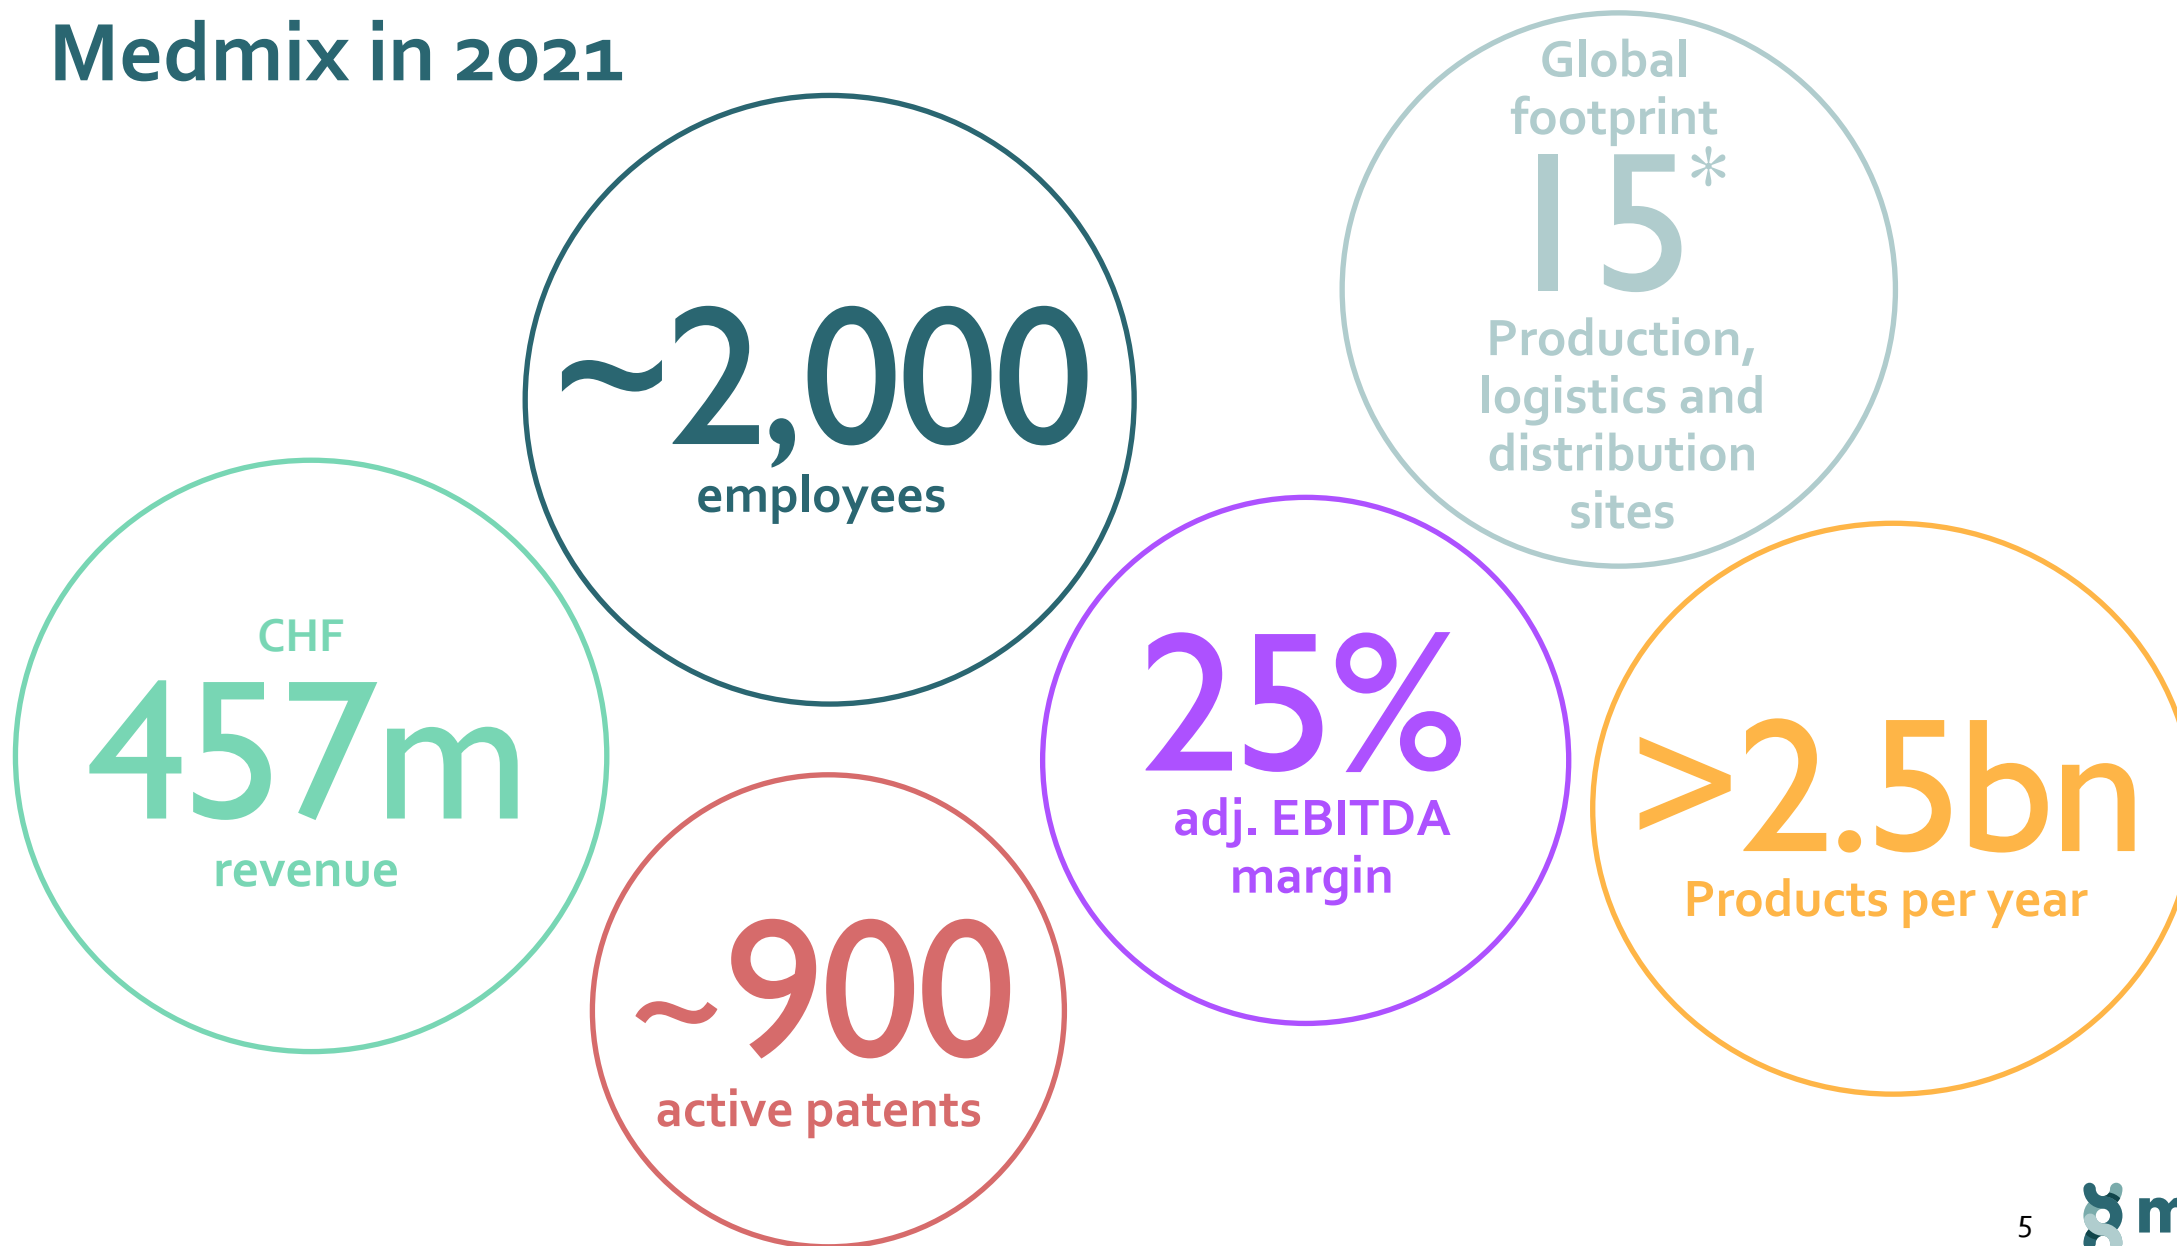 Medmix in 2021
Global
footprint
15*
Production,
logistics and
distribution
sites
~2,000
employees
CHF
457m
revenue
25%
adj. EBITDA
margin
>2.5bn
Products per year
~900
active patents
5